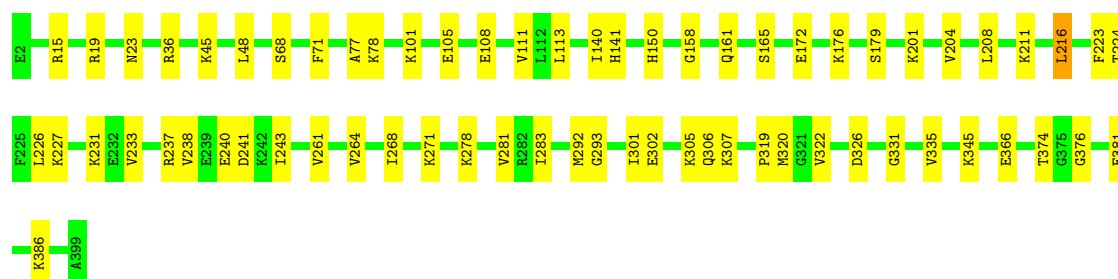 E2 R15 R19 N23 R36 K45 L48 S68 F71 A77 K78 K101 E105 E108 V111 L112 L113 I140 H141 H150 G158 Q161 S165 E172 K176 S179 K201 V204 L208 K211 L216 F223 T224
F225 L226 K227 K231 E232 V233 R237 V238 E239 E240 D241 K242 I243 V261 V264 I268 K271 K278 V281 R282 I283 M292 G293 I301 E302 K305 Q306 K307 P319 M320 G321 V322 D326 G331 V335 K345 E366 T374 G375 G376
K386 A399